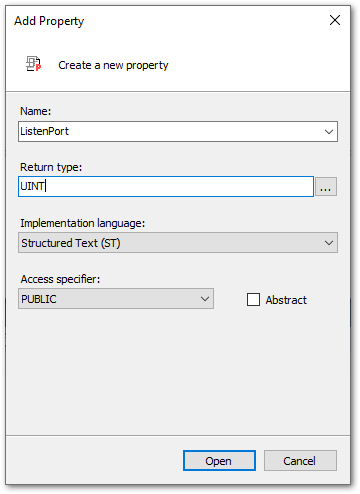 Add Property
Create a new property
Name:
ListenPort
Return type:
UINT
...
Implementation language:
Structured Text (ST)
Access specifier:
PUBLIC
Abstract
Open
Cancel